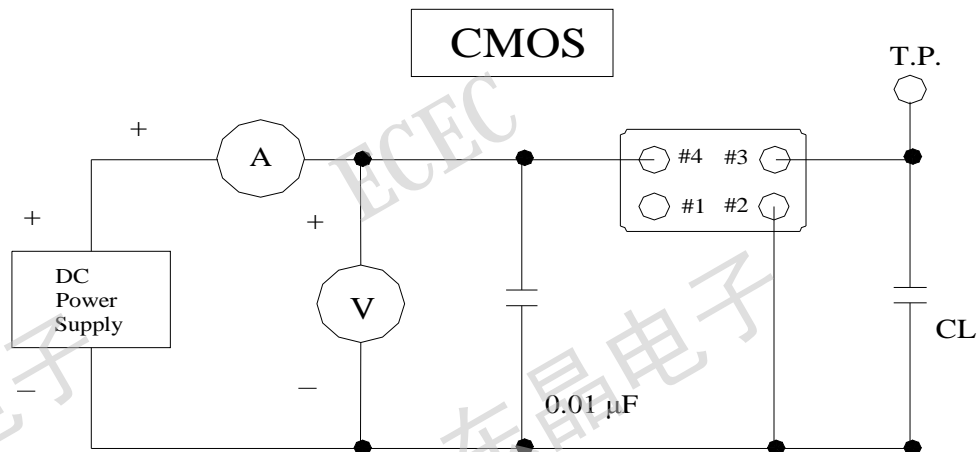 CMOS
T.P.
+
A
#4
#3
#1
#2
+
+
DC
Power
Supply
V
CL
−
−
0.01 μF
ECEC
电子
东晶电子